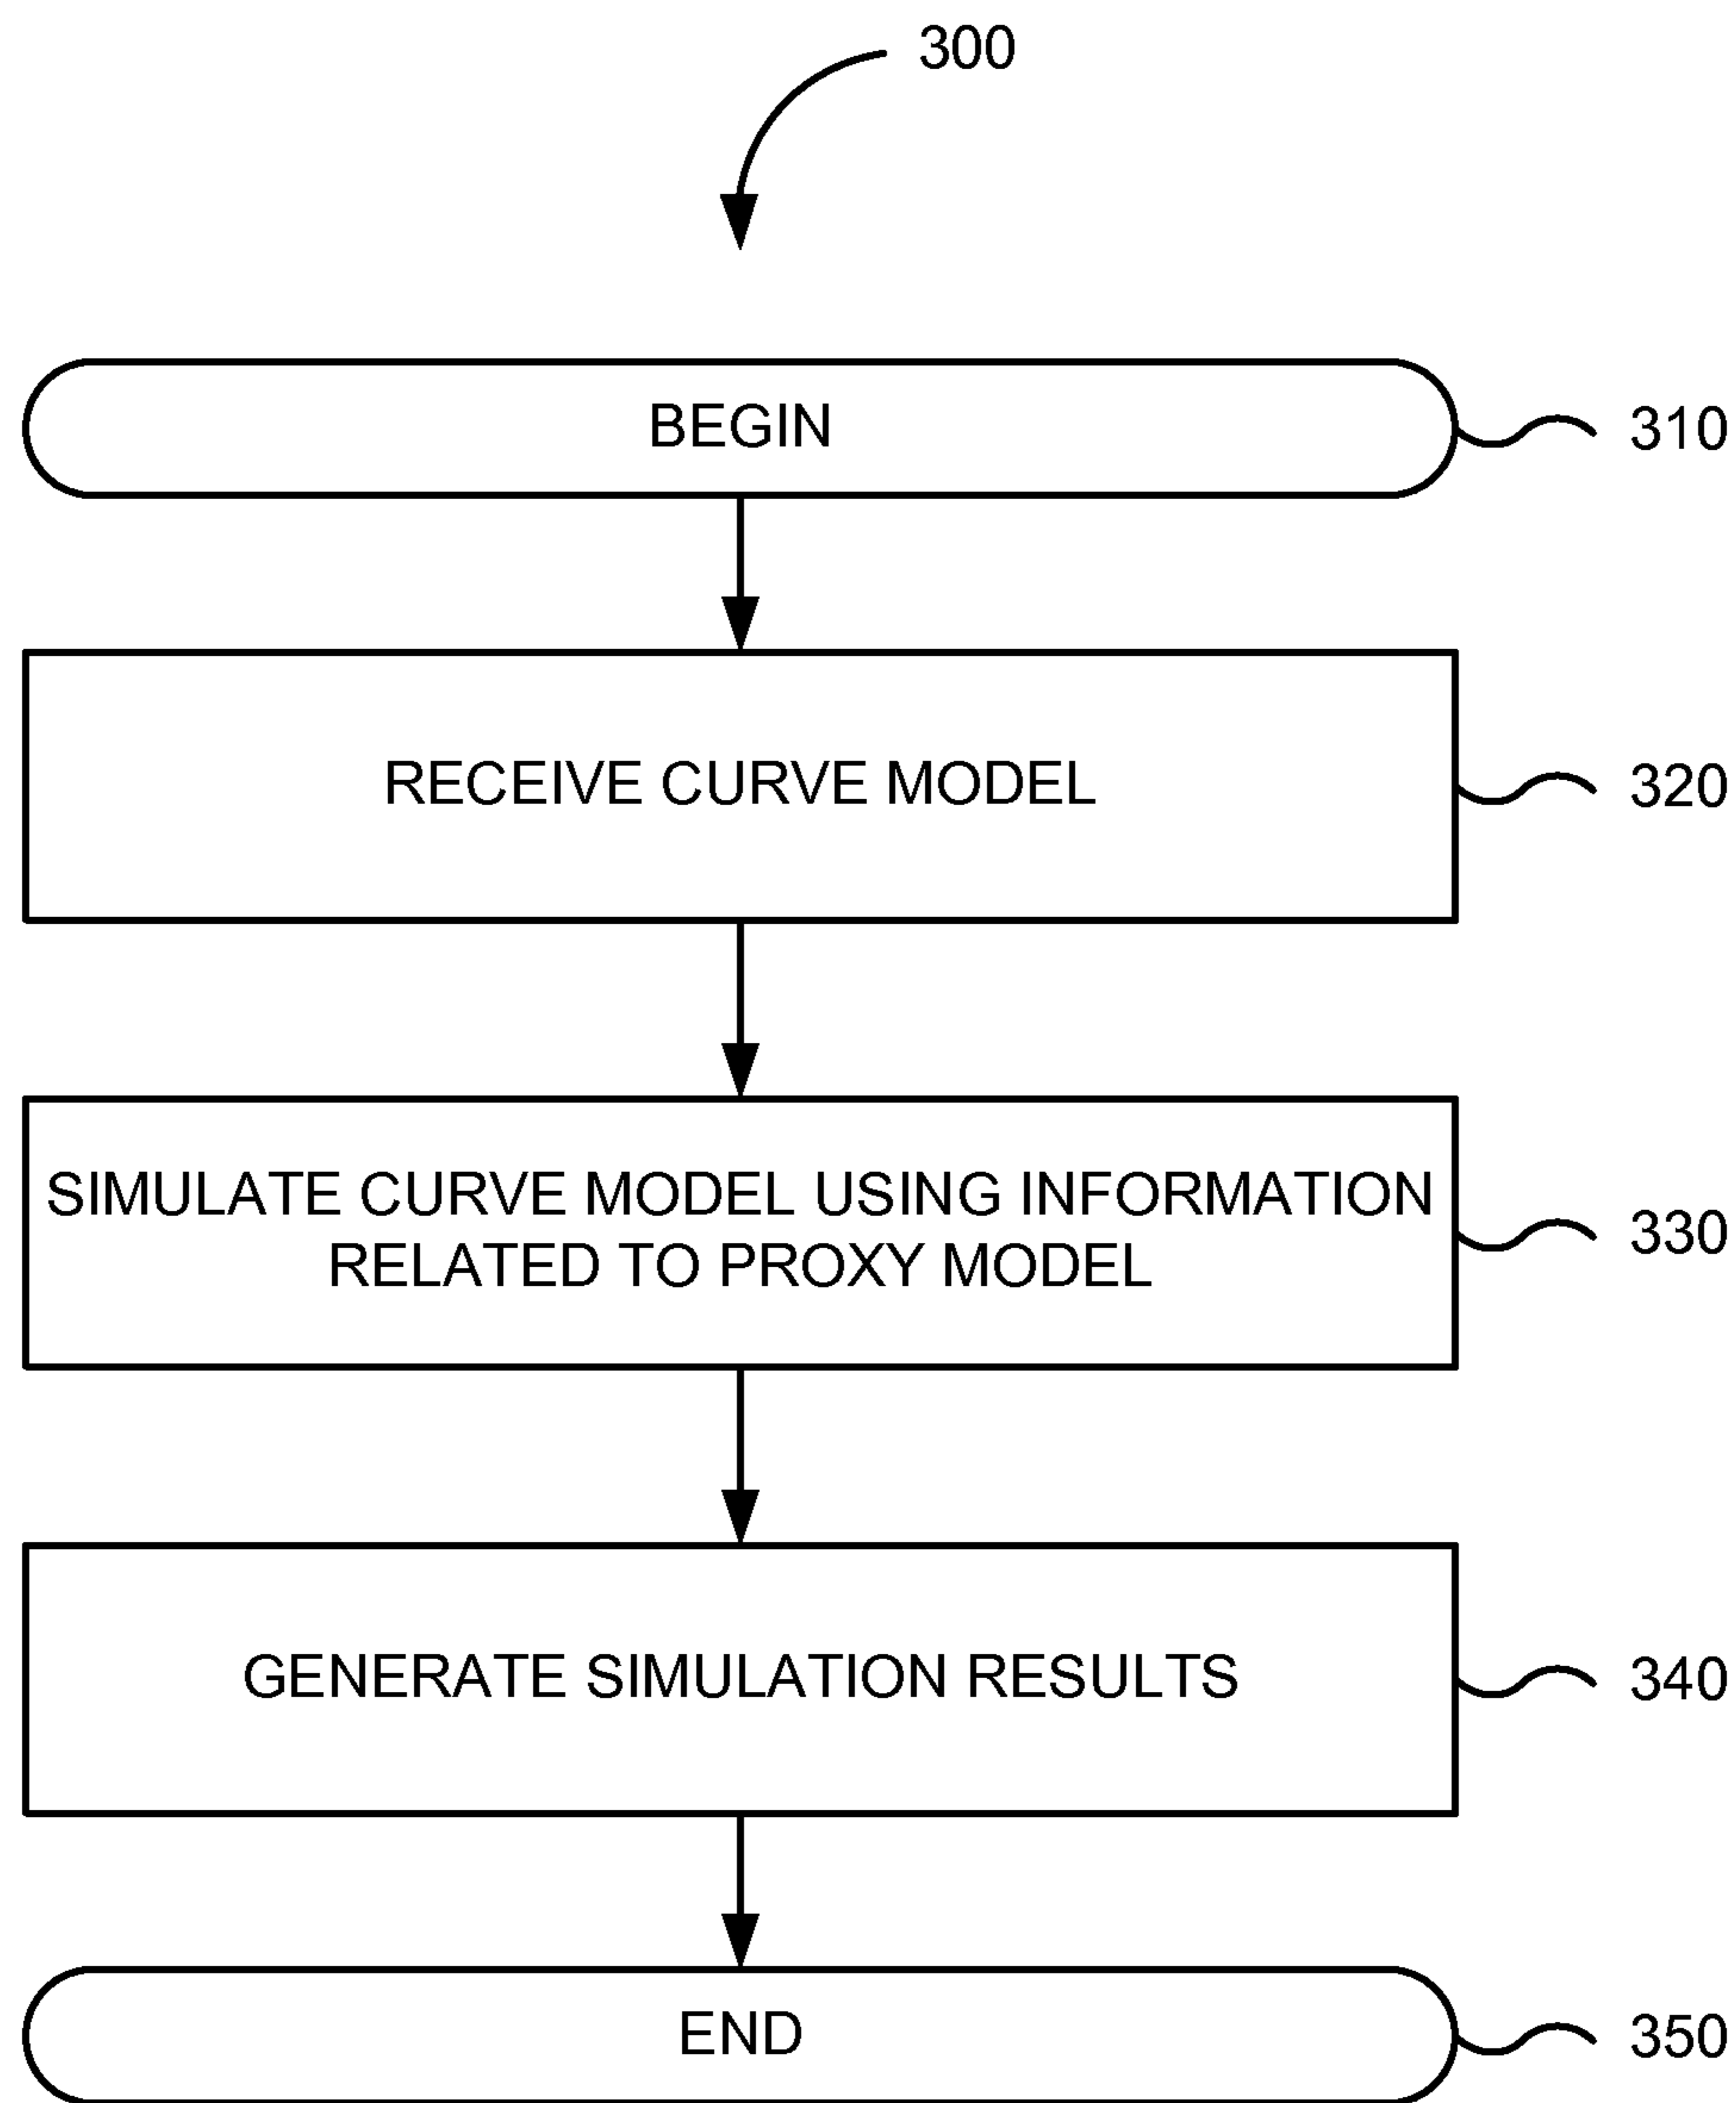 300
BEGIN
310
RECEIVE CURVE MODEL
320
SIMULATE CURVE MODEL USING INFORMATION
RELATED TO PROXY MODEL
330
GENERATE SIMULATION RESULTS
340
END
350